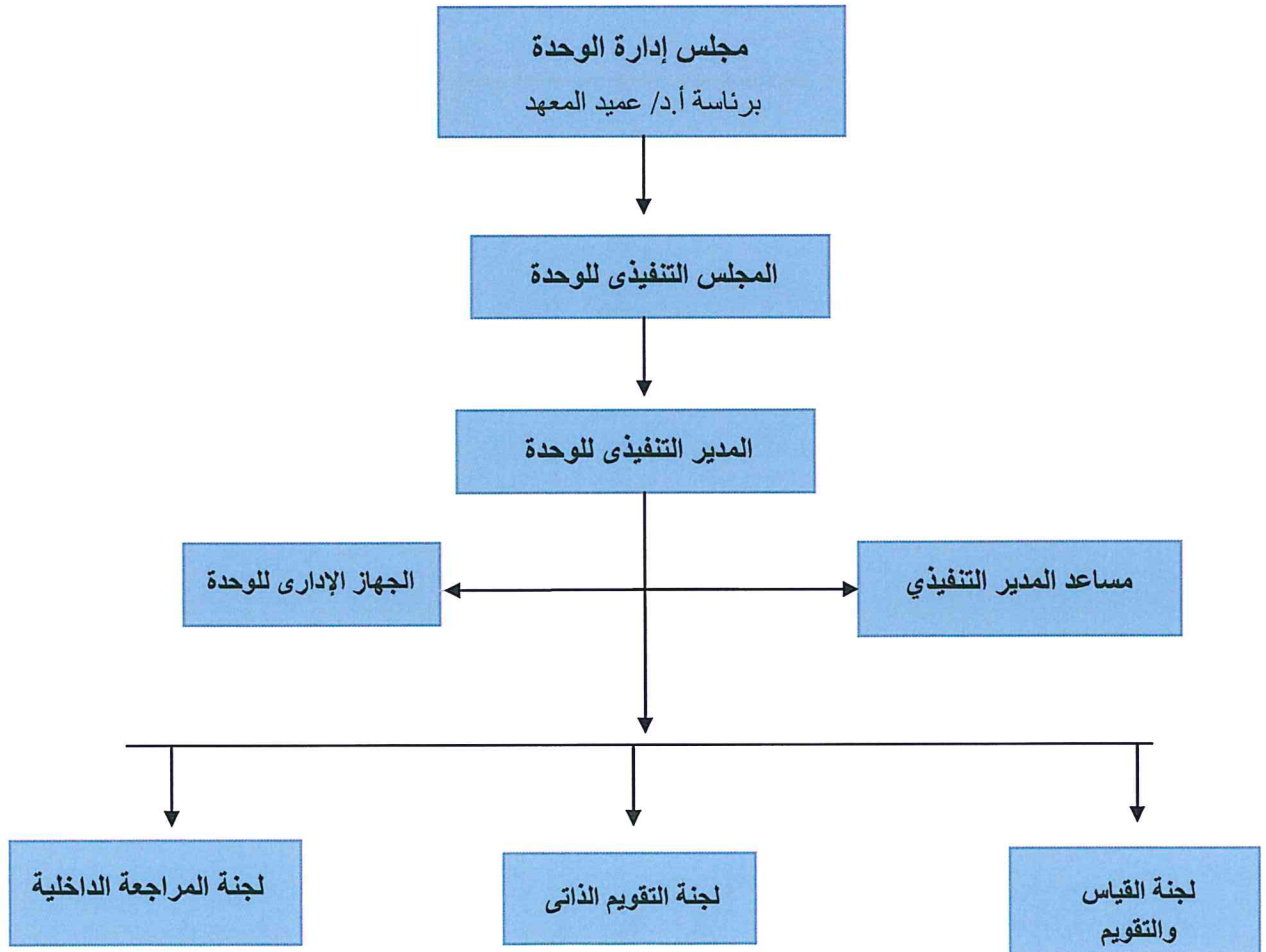 مجلس إدارة الوحدة
برئاسة أ.د/ عميد المعهد
المجلس التنفيذى للوحدة
المدير التنفيذى للوحدة
مساعد المدير التنفيذي
الجهاز الإدارى للوحدة
لجنة القياس
والتقويم
لجنة التقويم الذاتى
لجنة المراجعة الداخلية